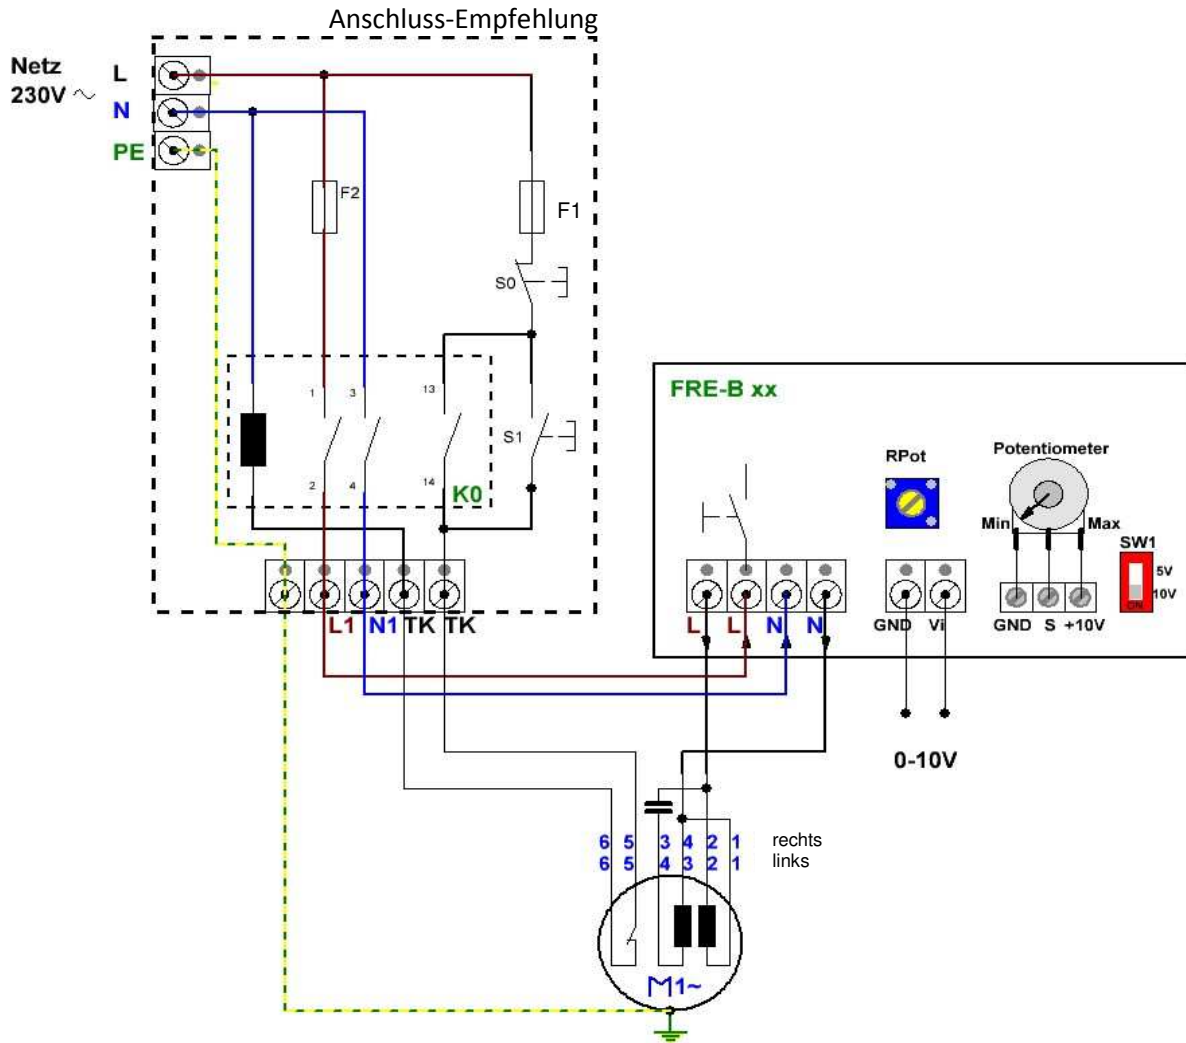 Anschluss-Empfehlung
Netz
230V ~
L
N
PE
F2
F1
S0
1
3
13
S1
2
4
14
K0
L1 N1 TK TK
FRE-B xx
RPot
Potentiometer
Min
Max
SW1
5V
10V
ON
L L N N
GND Vi
GND S +10V
0-10V
6 5 3 4 2 1 rechts
6 5 4 3 2 1 links
M1~